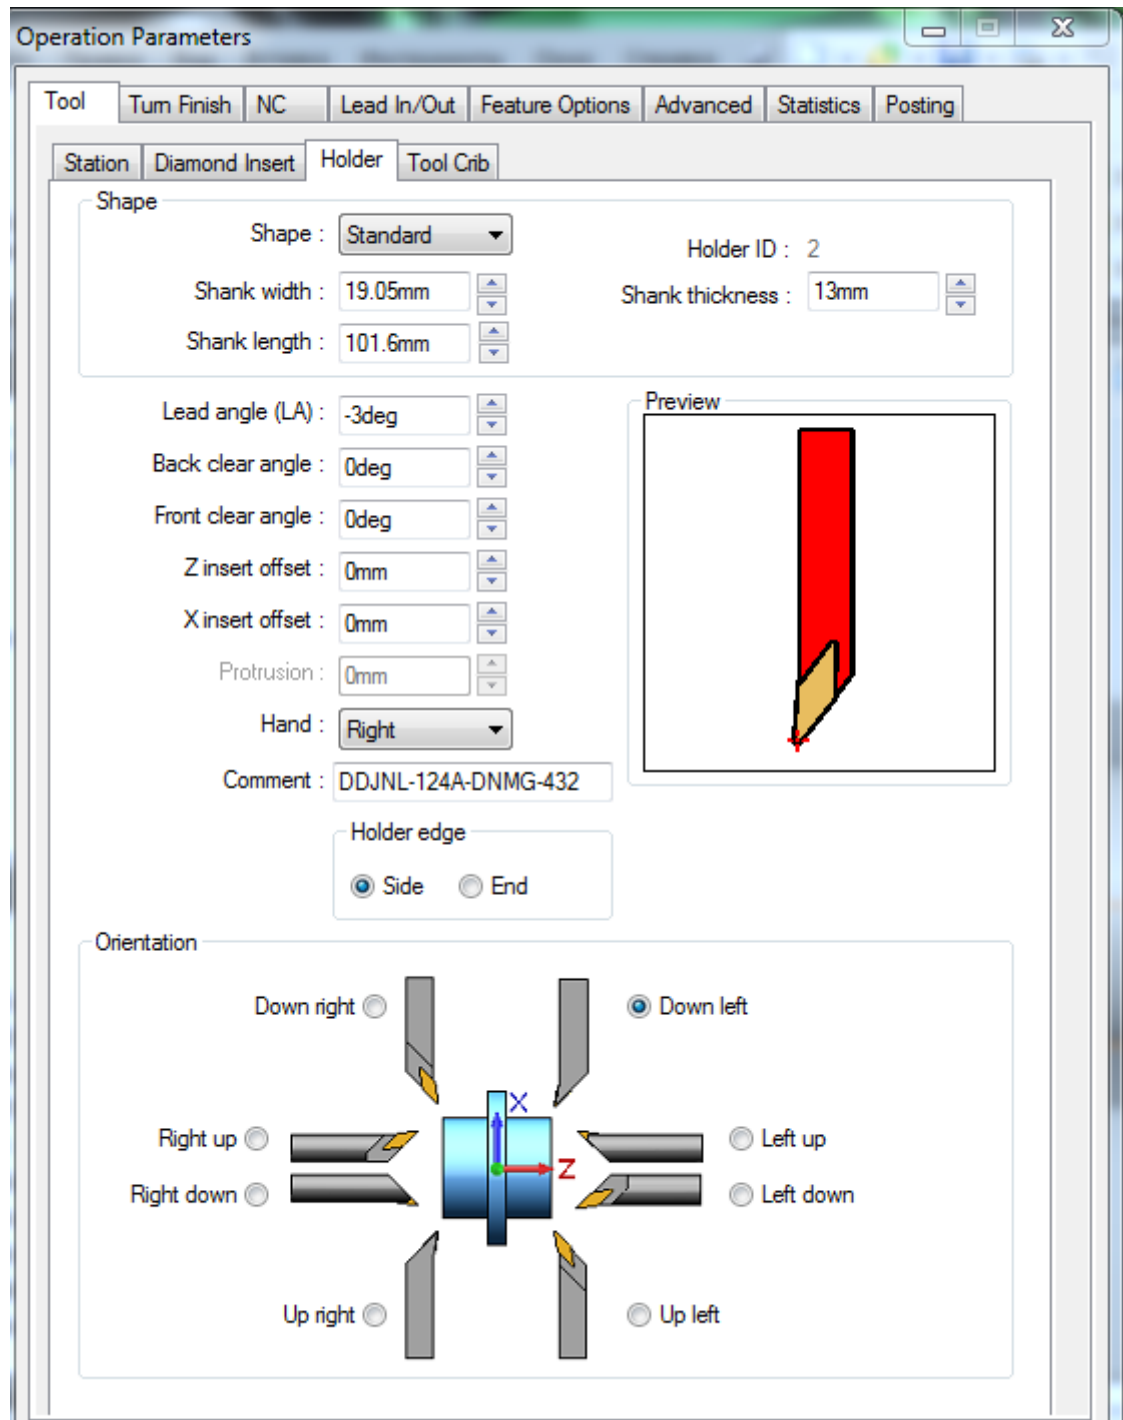 Operation Parameters
Tool Turn Finish NC Lead In/Out Feature Options Advanced Statistics Posting
Station Diamond Insert Holder Tool Crib
Shape
Shape : Standard
Holder ID : 2
Shank width : 19.05mm
Shank thickness : 13mm
Shank length : 101.6mm
Lead angle (LA) : -3deg
Preview
Back clear angle : 0deg
Front clear angle : 0deg
Z insert offset : 0mm
X insert offset : 0mm
Protrusion : 0mm
Hand : Right
Comment : DDJNL-124A-DNMG-432
Holder edge
Side End
Orientation
Down right Down left
X
Right up Left up
Z
Right down Left down
Up right Up left